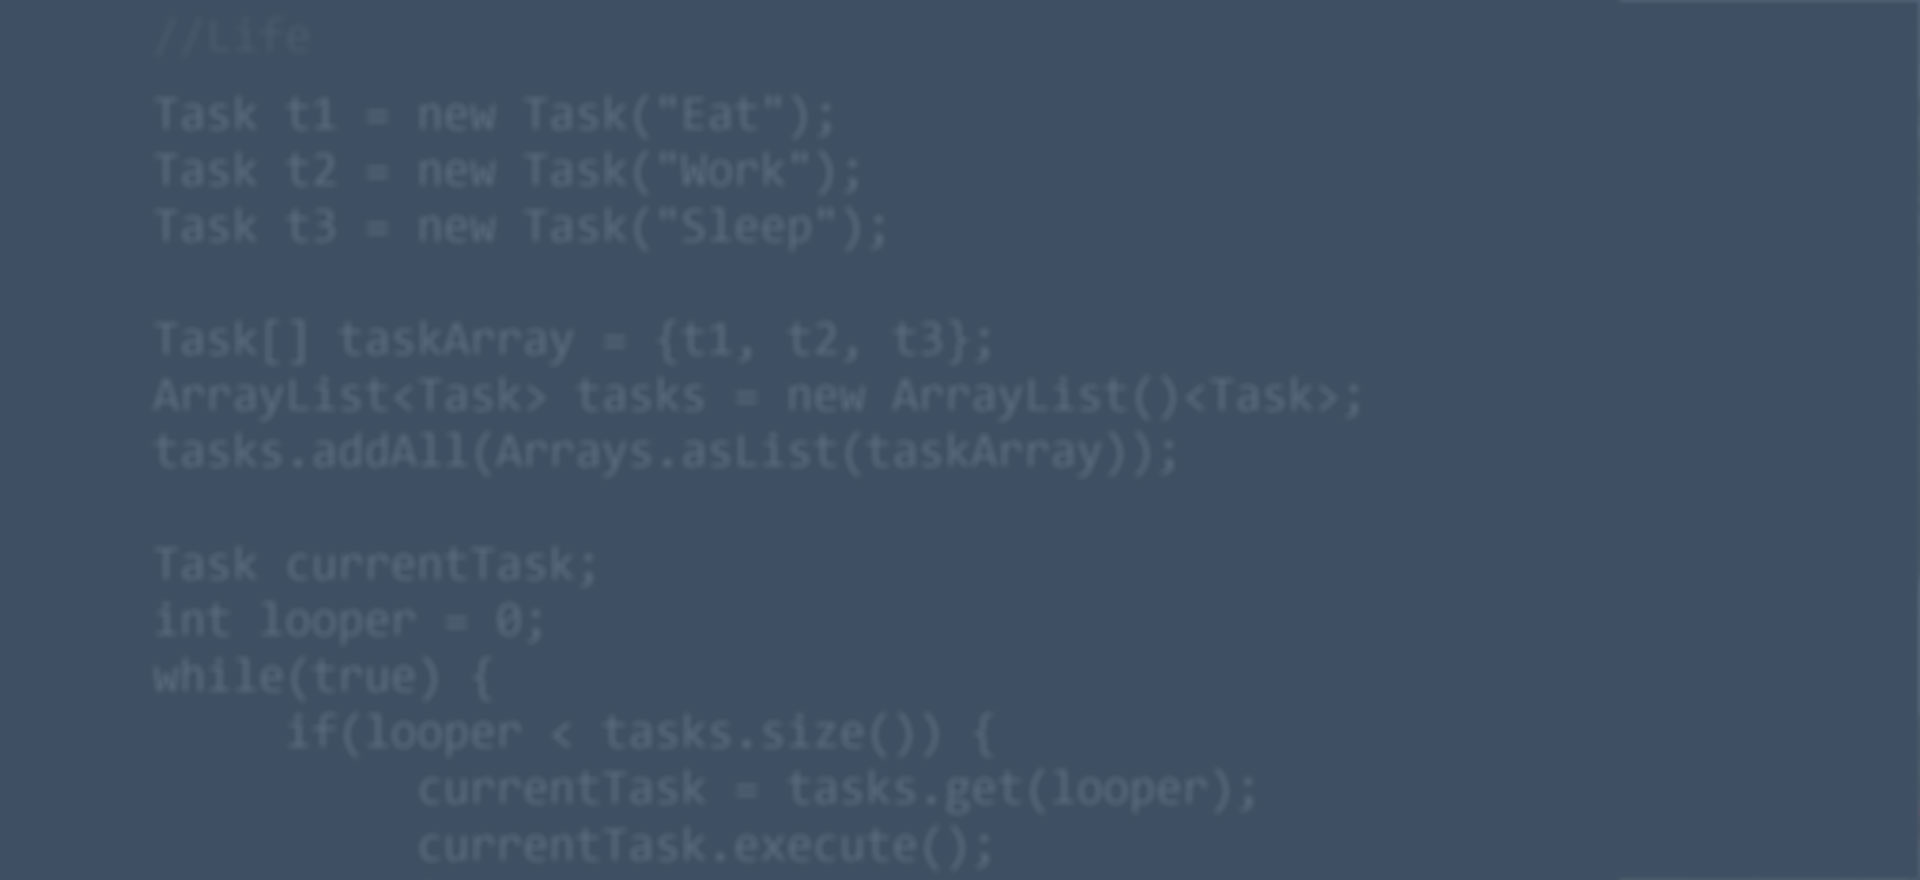 //Life
Task t1 = new Task("Eat");
Task t2 = new Task("Work");
Task t3 = new Task("Sleep");
Task[] taskArray = {t1, t2, t3};
ArrayList<Task> tasks = new ArrayList()<Task>;
tasks.addAll(Arrays.asList(taskArray));
Task currentTask;
int looper = 0;
while(true) {
if(looper < tasks.size()) {
currentTask = tasks.get(looper);
currentTask.execute();